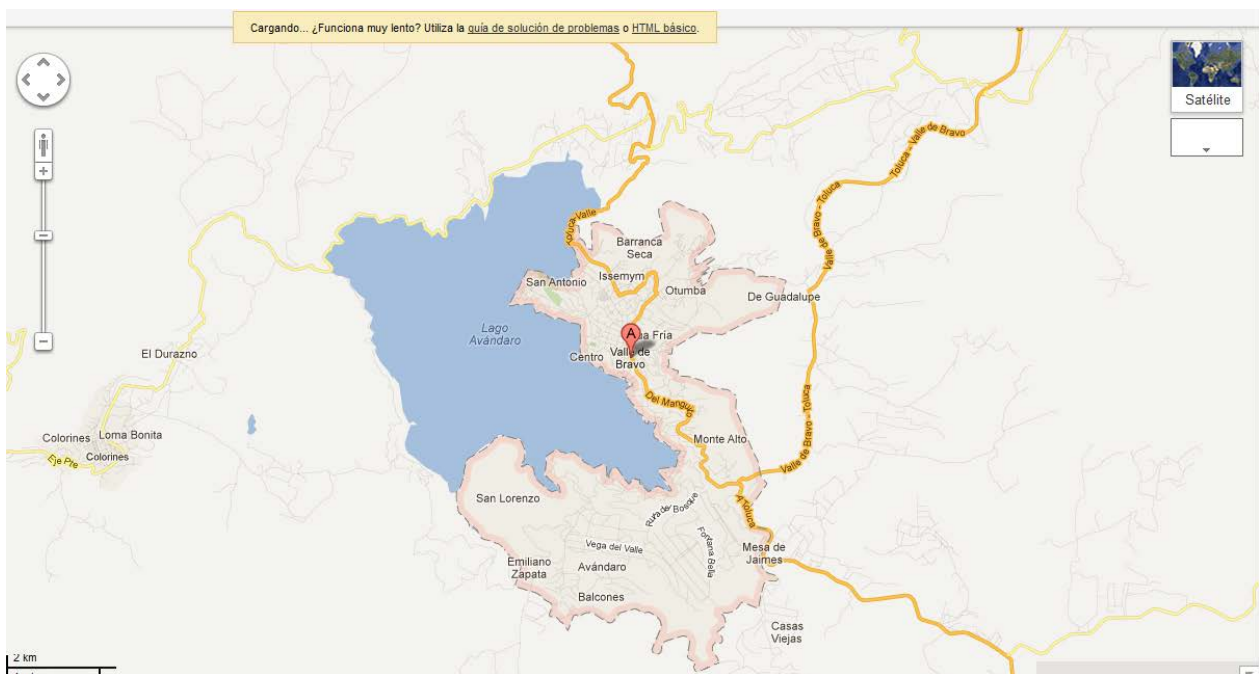 Cargando... ¿Funciona muy lento? Utiliza la guía de solución de problemas o HTML básico.
Satélite
Toluca - Valle de Bravo
Valle de Bravo - Toluca
Toluca-Valle
Barranca
Seca
Issemym
San Antonio
Otumba
De Guadalupe
Lago
Avándaro
A
a Fría
Centro
Valle de
Bravo
El Durazno
Del Manguito
Colorines
Loma Bonita
Colorines
Eje Pte
Monte Alto
Valle de Bravo - Toluca
A Toluca
San Lorenzo
Ruta del Bosque
Fontana Bella
Vega del Valle
Mesa de
Jaimes
Emiliano
Zapata
Avándaro
Balcones
Casas
Viejas
2 km